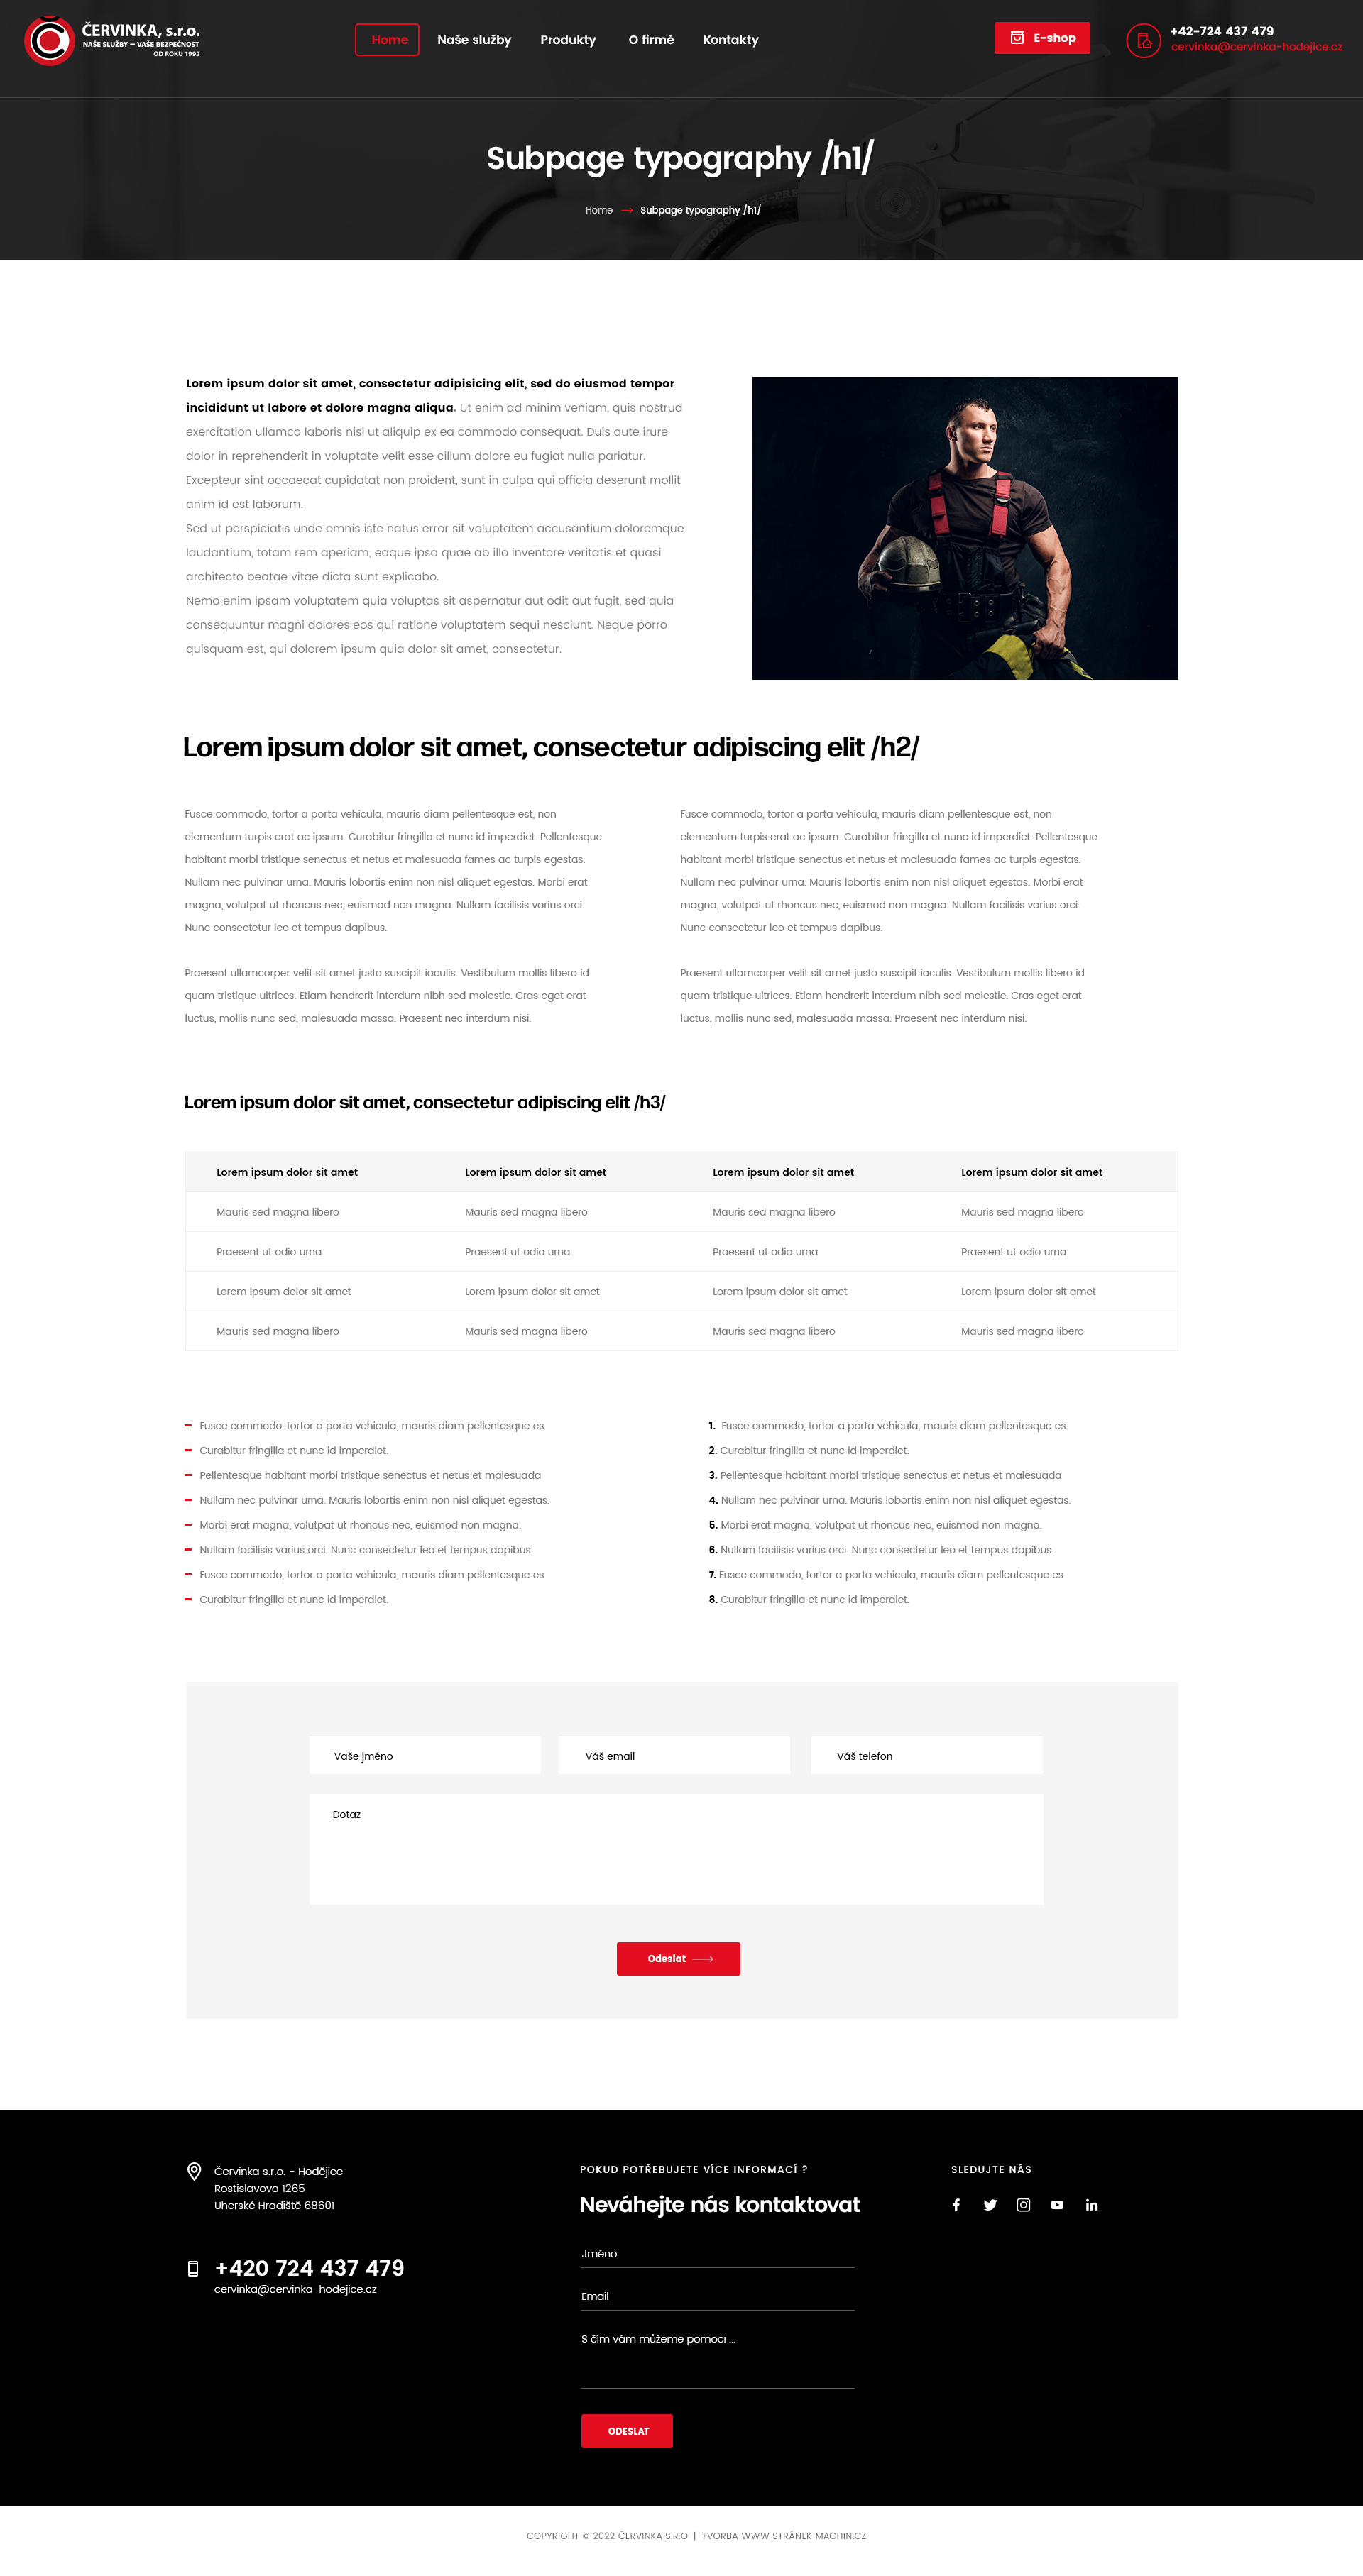 ČERVINKA, s.r.o.
NAŠE SLUŽBY – VAŠE BEZPEČNOST
OD ROKU 1992
Home
Naše služby
Produkty
O firmě
Kontakty
E-shop
+42-724 437 479
cervinka@cervinka-hodejice.cz
Subpage typography /h1/
Home
Subpage typography /h1/
Lorem ipsum dolor sit amet, consectetur adipisicing elit, sed do eiusmod tempor
incididunt ut labore et dolore magna aliqua. Ut enim ad minim veniam, quis nostrud
exercitation ullamco laboris nisi ut aliquip ex ea commodo consequat. Duis aute irure
dolor in reprehenderit in voluptate velit esse cillum dolore eu fugiat nulla pariatur.
Excepteur sint occaecat cupidatat non proident, sunt in culpa qui officia deserunt mollit
anim id est laborum.
Sed ut perspiciatis unde omnis iste natus error sit voluptatem accusantium doloremque
laudantium, totam rem aperiam, eaque ipsa quae ab illo inventore veritatis et quasi
architecto beatae vitae dicta sunt explicabo.
Nemo enim ipsam voluptatem quia voluptas sit aspernatur aut odit aut fugit, sed quia
consequuntur magni dolores eos qui ratione voluptatem sequi nesciunt. Neque porro
quisquam est, qui dolorem ipsum quia dolor sit amet, consectetur.
Lorem ipsum dolor sit amet, consectetur adipiscing elit /h2/
Fusce commodo, tortor a porta vehicula, mauris diam pellentesque est, non
elementum turpis erat ac ipsum. Curabitur fringilla et nunc id imperdiet. Pellentesque
habitant morbi tristique senectus et netus et malesuada fames ac turpis egestas.
Nullam nec pulvinar urna. Mauris lobortis enim non nisl aliquet egestas. Morbi erat
magna, volutpat ut rhoncus nec, euismod non magna. Nullam facilisis varius orci.
Nunc consectetur leo et tempus dapibus.
Praesent ullamcorper velit sit amet justo suscipit iaculis. Vestibulum mollis libero id
quam tristique ultrices. Etiam hendrerit interdum nibh sed molestie. Cras eget erat
luctus, mollis nunc sed, malesuada massa. Praesent nec interdum nisi.
Fusce commodo, tortor a porta vehicula, mauris diam pellentesque est, non
elementum turpis erat ac ipsum. Curabitur fringilla et nunc id imperdiet. Pellentesque
habitant morbi tristique senectus et netus et malesuada fames ac turpis egestas.
Nullam nec pulvinar urna. Mauris lobortis enim non nisl aliquet egestas. Morbi erat
magna, volutpat ut rhoncus nec, euismod non magna. Nullam facilisis varius orci.
Nunc consectetur leo et tempus dapibus.
Praesent ullamcorper velit sit amet justo suscipit iaculis. Vestibulum mollis libero id
quam tristique ultrices. Etiam hendrerit interdum nibh sed molestie. Cras eget erat
luctus, mollis nunc sed, malesuada massa. Praesent nec interdum nisi.
Lorem ipsum dolor sit amet, consectetur adipiscing elit /h3/
Lorem ipsum dolor sit amet Lorem ipsum dolor sit amet Lorem ipsum dolor sit amet Lorem ipsum dolor sit amet
Mauris sed magna libero Mauris sed magna libero Mauris sed magna libero Mauris sed magna libero
Praesent ut odio urna Praesent ut odio urna Praesent ut odio urna Praesent ut odio urna
Lorem ipsum dolor sit amet Lorem ipsum dolor sit amet Lorem ipsum dolor sit amet Lorem ipsum dolor sit amet
Mauris sed magna libero Mauris sed magna libero Mauris sed magna libero Mauris sed magna libero
Fusce commodo, tortor a porta vehicula, mauris diam pellentesque es
Curabitur fringilla et nunc id imperdiet.
Pellentesque habitant morbi tristique senectus et netus et malesuada
Nullam nec pulvinar urna. Mauris lobortis enim non nisl aliquet egestas.
Morbi erat magna, volutpat ut rhoncus nec, euismod non magna.
Nullam facilisis varius orci. Nunc consectetur leo et tempus dapibus.
Fusce commodo, tortor a porta vehicula, mauris diam pellentesque es
Curabitur fringilla et nunc id imperdiet.
1. Fusce commodo, tortor a porta vehicula, mauris diam pellentesque es
2. Curabitur fringilla et nunc id imperdiet.
3. Pellentesque habitant morbi tristique senectus et netus et malesuada
4. Nullam nec pulvinar urna. Mauris lobortis enim non nisl aliquet egestas.
5. Morbi erat magna, volutpat ut rhoncus nec, euismod non magna.
6. Nullam facilisis varius orci. Nunc consectetur leo et tempus dapibus.
7. Fusce commodo, tortor a porta vehicula, mauris diam pellentesque es
8. Curabitur fringilla et nunc id imperdiet.
Vaše jméno
Váš email
Váš telefon
Dotaz
Odeslat
Červinka s.r.o. - Hodějice
Rostislavova 1265
Uherské Hradiště 68601
+420 724 437 479
cervinka@cervinka-hodejice.cz
POKUD POTŘEBUJETE VÍCE INFORMACÍ ?
Neváhejte nás kontaktovat
Jméno
Email
S čím vám můžeme pomoci ...
ODESLAT
SLEDUJTE NÁS
COPYRIGHT © 2022 ČERVINKA S.R.O | TVORBA WWW STRÁNEK MACHIN.CZ